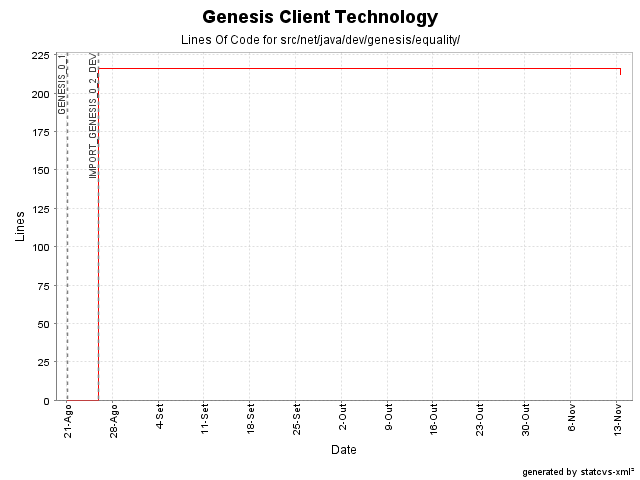 Genesis Client Technology
Lines Of Code for src/net/java/dev/genesis/equality/
GENESIS_0_1
IMPORT_GENESIS_0_2_DEV
Lines
225
200
175
150
125
100
75
50
25
0
21-Ago
28-Ago
4-Set
11-Set
18-Set
25-Set
2-Out
9-Out
16-Out
23-Out
30-Out
6-Nov
13-Nov
Date
generated by statcvs-xml²